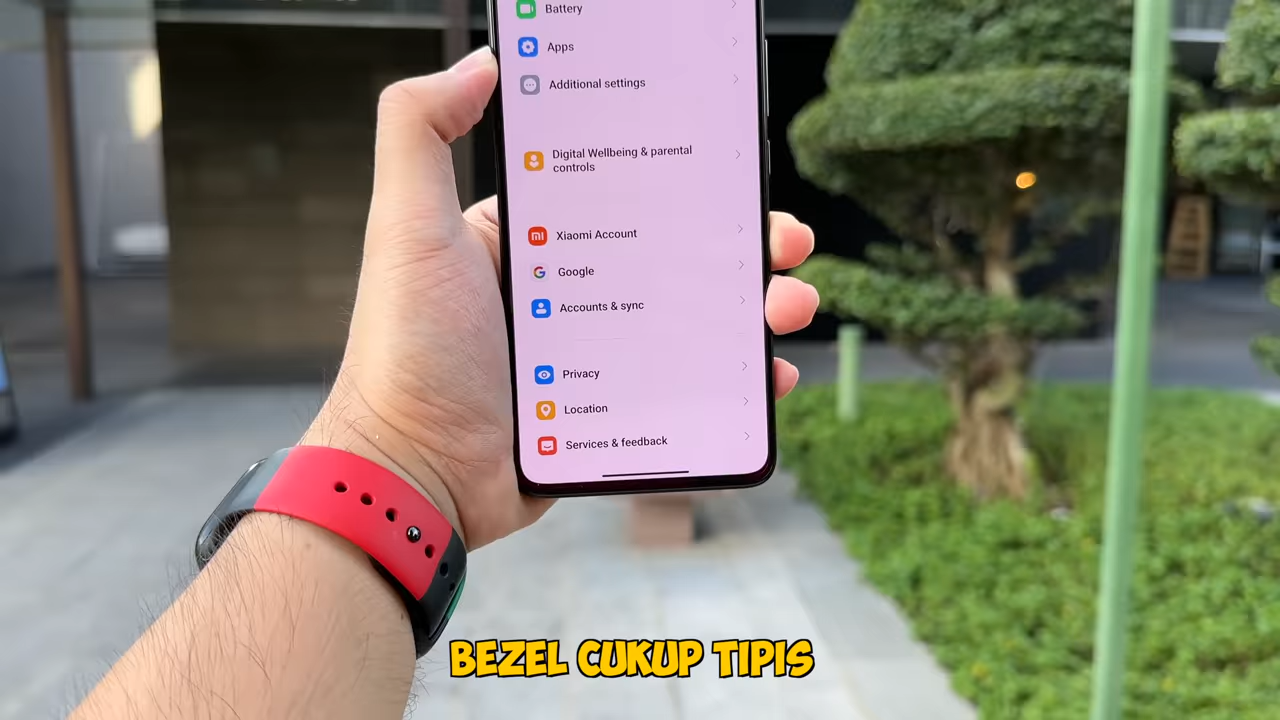 Battery
Apps
Additional settings
Digital Wellbeing & parental
controls
mi
Xiaomi Account
G
Google
Accounts & sync
Privacy
Location
Services & feedback
BEZEL CUKUP TIPIS